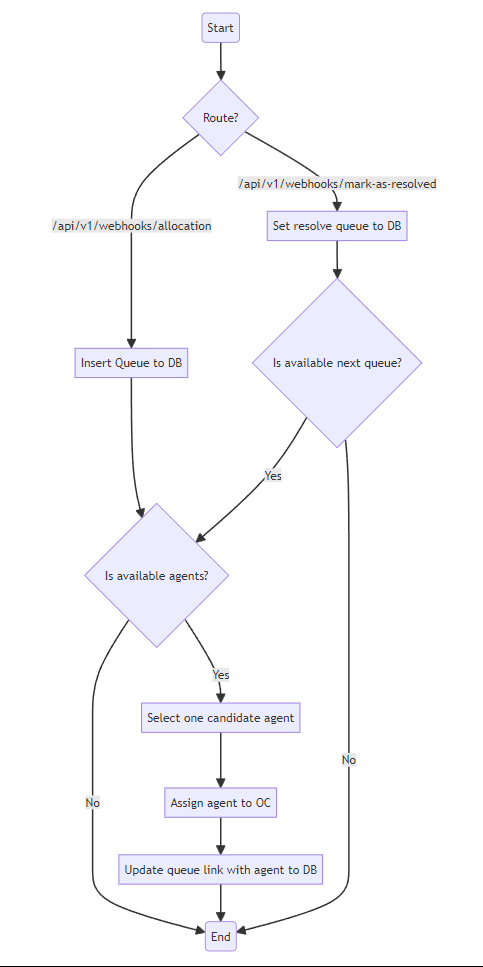 Start
Route?
/api/v1/webhooks/mark-as-resolved
/api/v1/webhooks/allocation
Set resolve queue to DB
Insert Queue to DB
Is available next queue?
Yes
Is available agents?
Yes
Select one candidate agent
No
No
Assign agent to OC
Update queue link with agent to DB
End